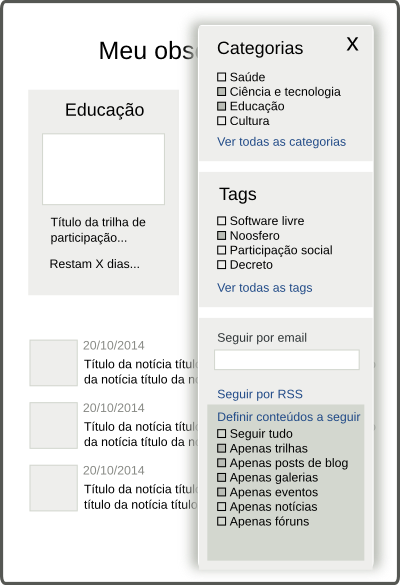 Meu obs
Educação
Título da trilha de
participação...
Restam X dias...
20/10/2014
Título da notícia títul
da notícia título da n
20/10/2014
Título da notícia títul
da notícia título da n
20/10/2014
Título da notícia títul
título da notícia títul
Categorias
X
Saúde
Ciência e tecnologia
Educação
Cultura
Ver todas as categorias
Tags
Software livre
Noosfero
Participação social
Decreto
Ver todas as tags
Seguir por email
Seguir por RSS
Definir conteúdos a seguir
Seguir tudo
Apenas trilhas
Apenas posts de blog
Apenas galerias
Apenas eventos
Apenas notícias
Apenas fóruns